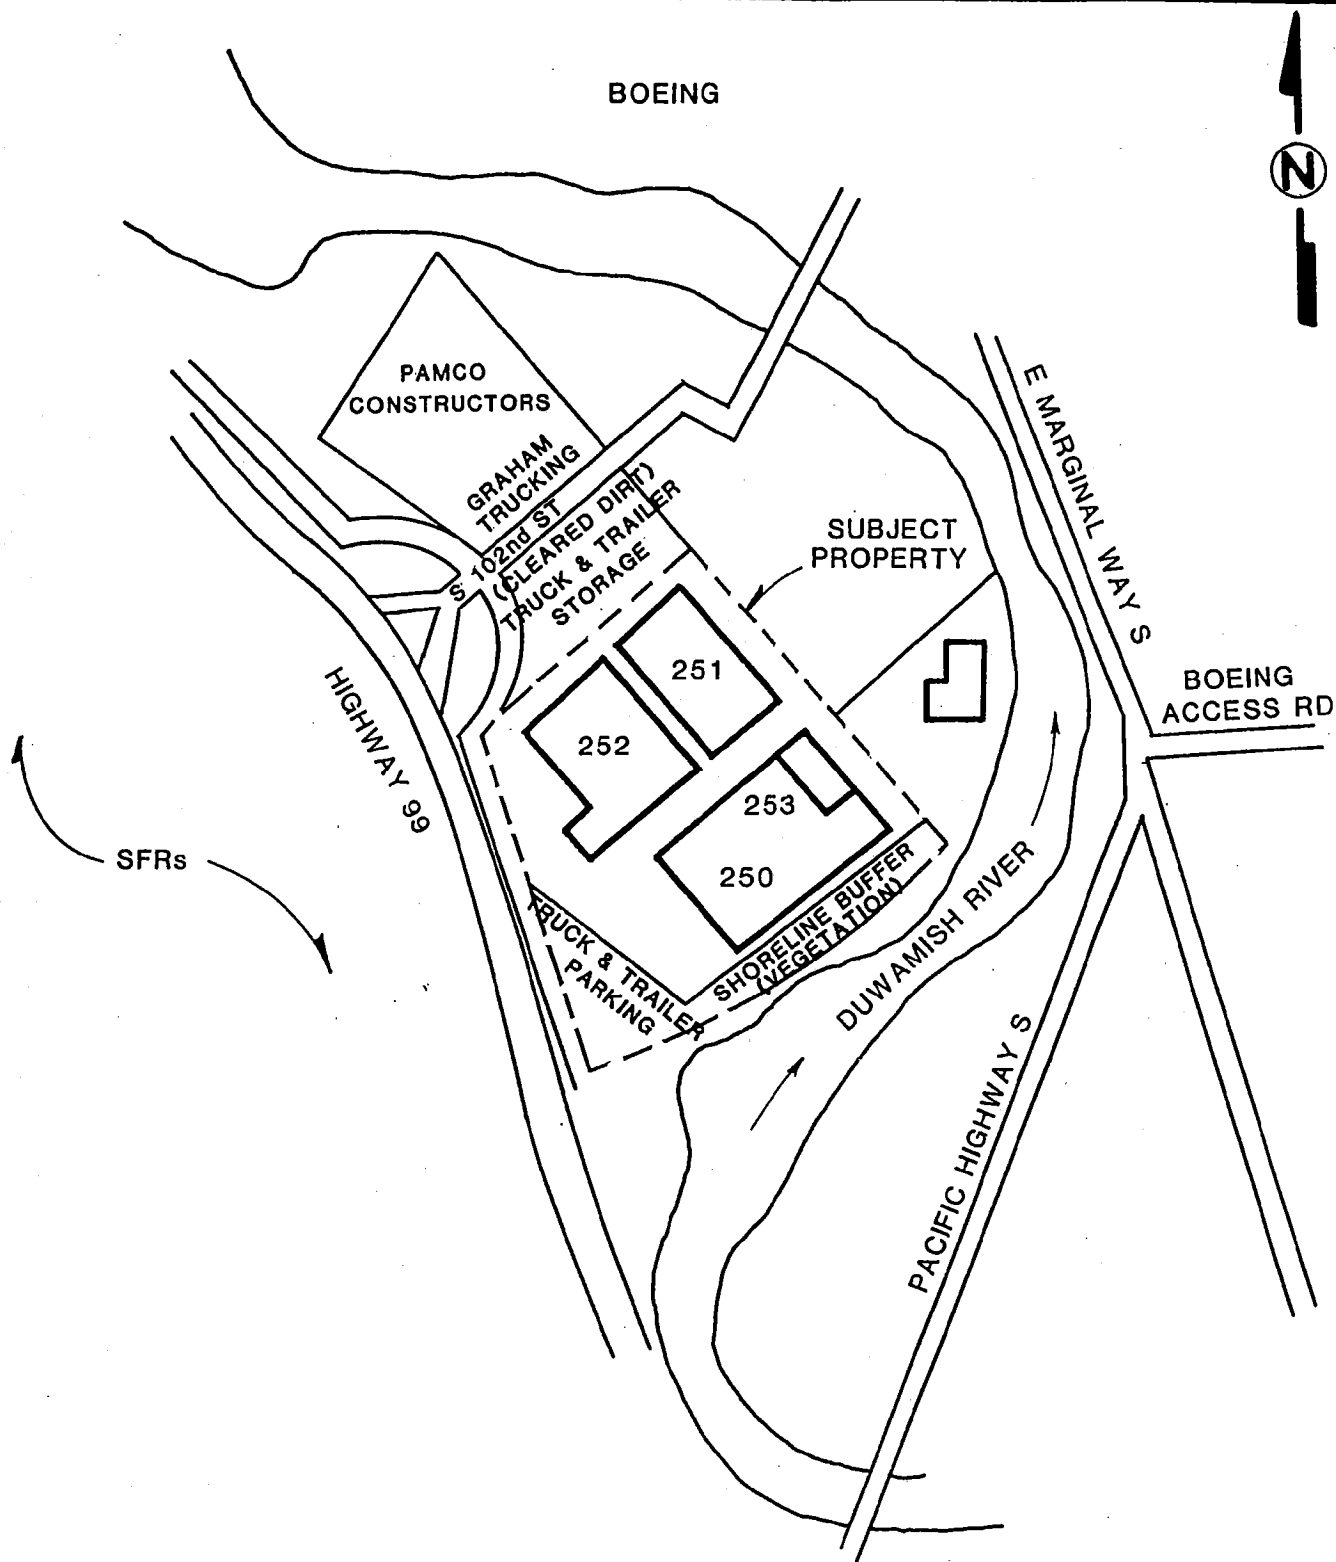 BOEING
N
PAMCO
CONSTRUCTORS
GRAHAM
TRUCKING
S 102nd ST
(CLEARED DIRT)
TRUCK & TRAILER
STORAGE
E MARGINAL WAY S
SUBJECT
PROPERTY
BOEING
ACCESS RD
HIGHWAY 99
251
252
253
250
SFRs
TRUCK & TRAILER
PARKING
SHORELINE BUFFER
(VEGETATION)
DUWAMISH RIVER
PACIFIC HIGHWAY S